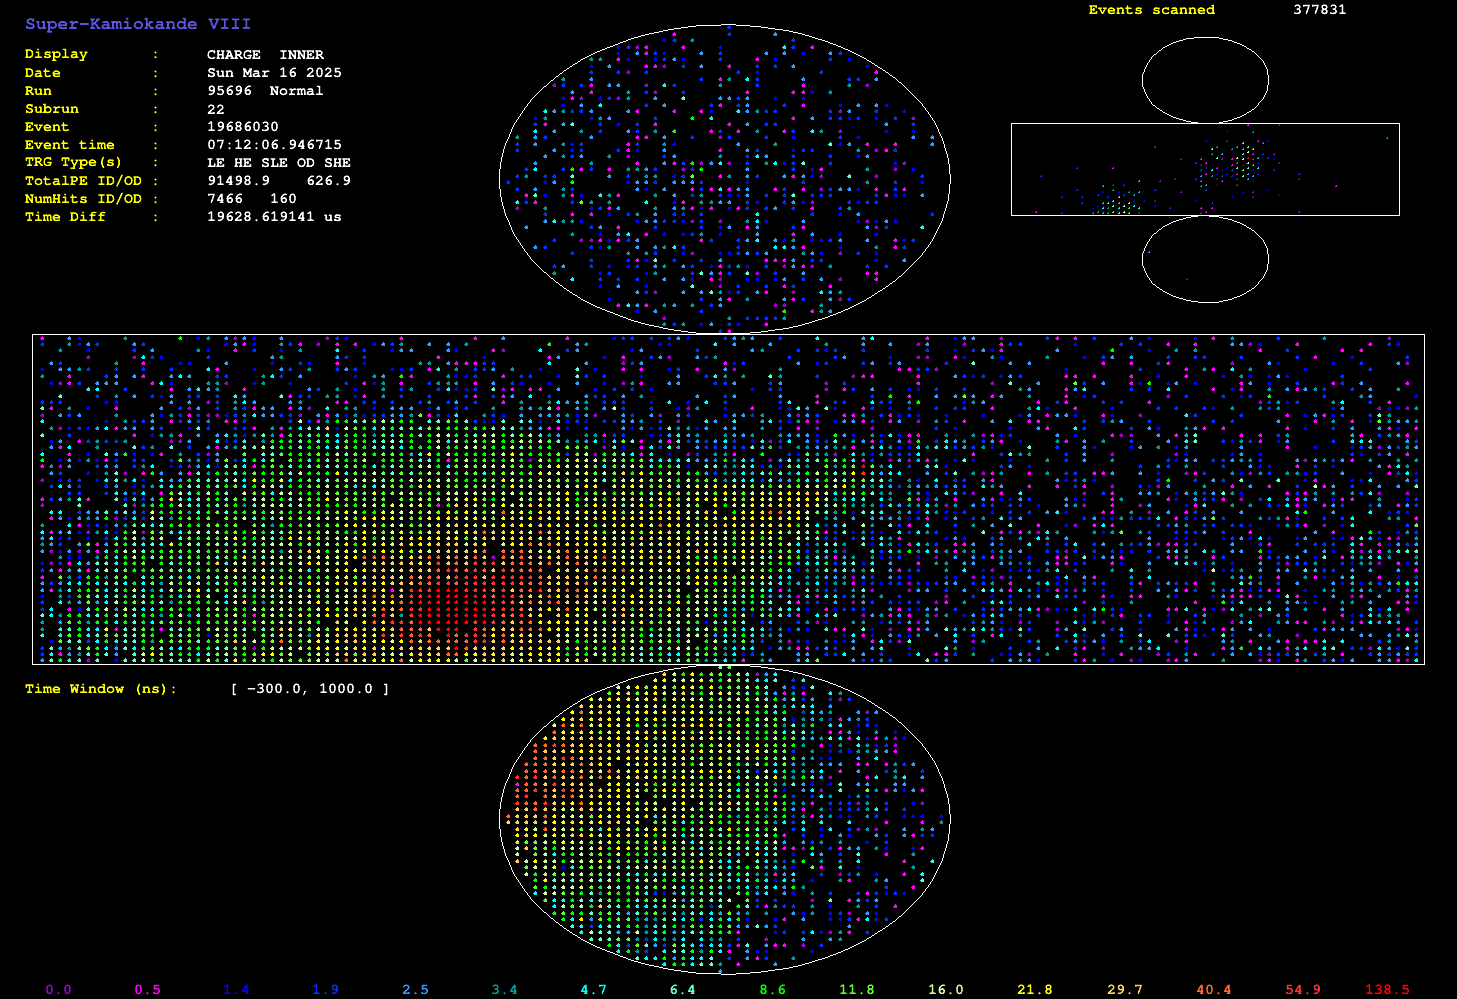 Super-Kamiokande VIII
Events scanned 377831
Display : CHARGE INNER
Date : Sun Mar 16 2025
Run : 95696 Normal
Subrun : 22
Event : 19686030
Event time : 07:12:06.946715
TRG Type(s) : LE HE SLE OD SHE
TotalPE ID/OD : 91498.9 626.9
NumHits ID/OD : 7466 160
Time Diff : 19628.619141 us
Time Window (ns): [ -300.0, 1000.0 ]
0.0 0.5 1.4 1.9 2.5 3.4 4.7 6.4 8.6 11.8 16.0 21.8 29.7 40.4 54.9 138.5